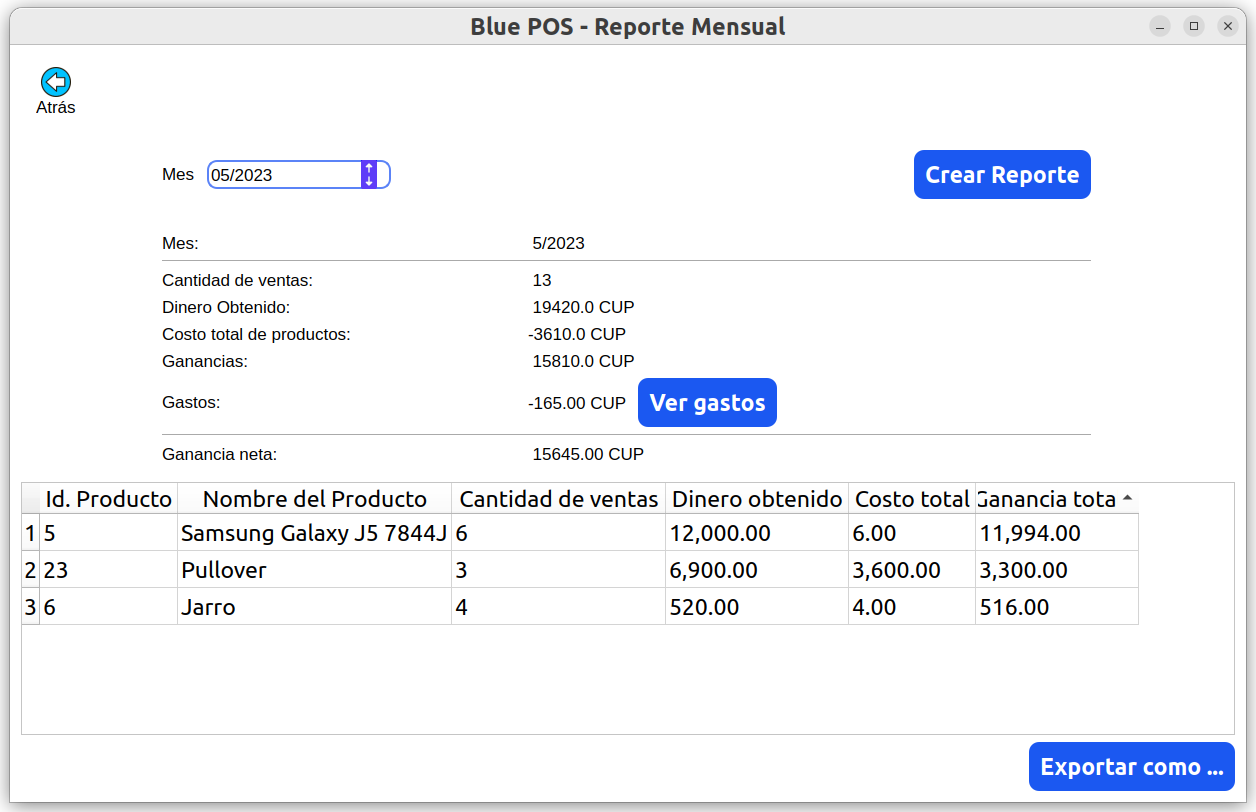 Blue POS - Reporte Mensual
Atrás
Mes 05/2023 Crear Reporte
Mes: 5/2023
Cantidad de ventas: 13
Dinero Obtenido: 19420.0 CUP
Costo total de productos: -3610.0 CUP
Ganancias: 15810.0 CUP
Gastos: -165.00 CUP Ver gastos
Ganancia neta: 15645.00 CUP
Id. Producto Nombre del Producto Cantidad de ventas Dinero obtenido Costo total Ganancia tota
1 5 Samsung Galaxy J5 7844J 6 12,000.00 6.00 11,994.00
2 23 Pullover 3 6,900.00 3,600.00 3,300.00
3 6 Jarro 4 520.00 4.00 516.00
Exportar como ...